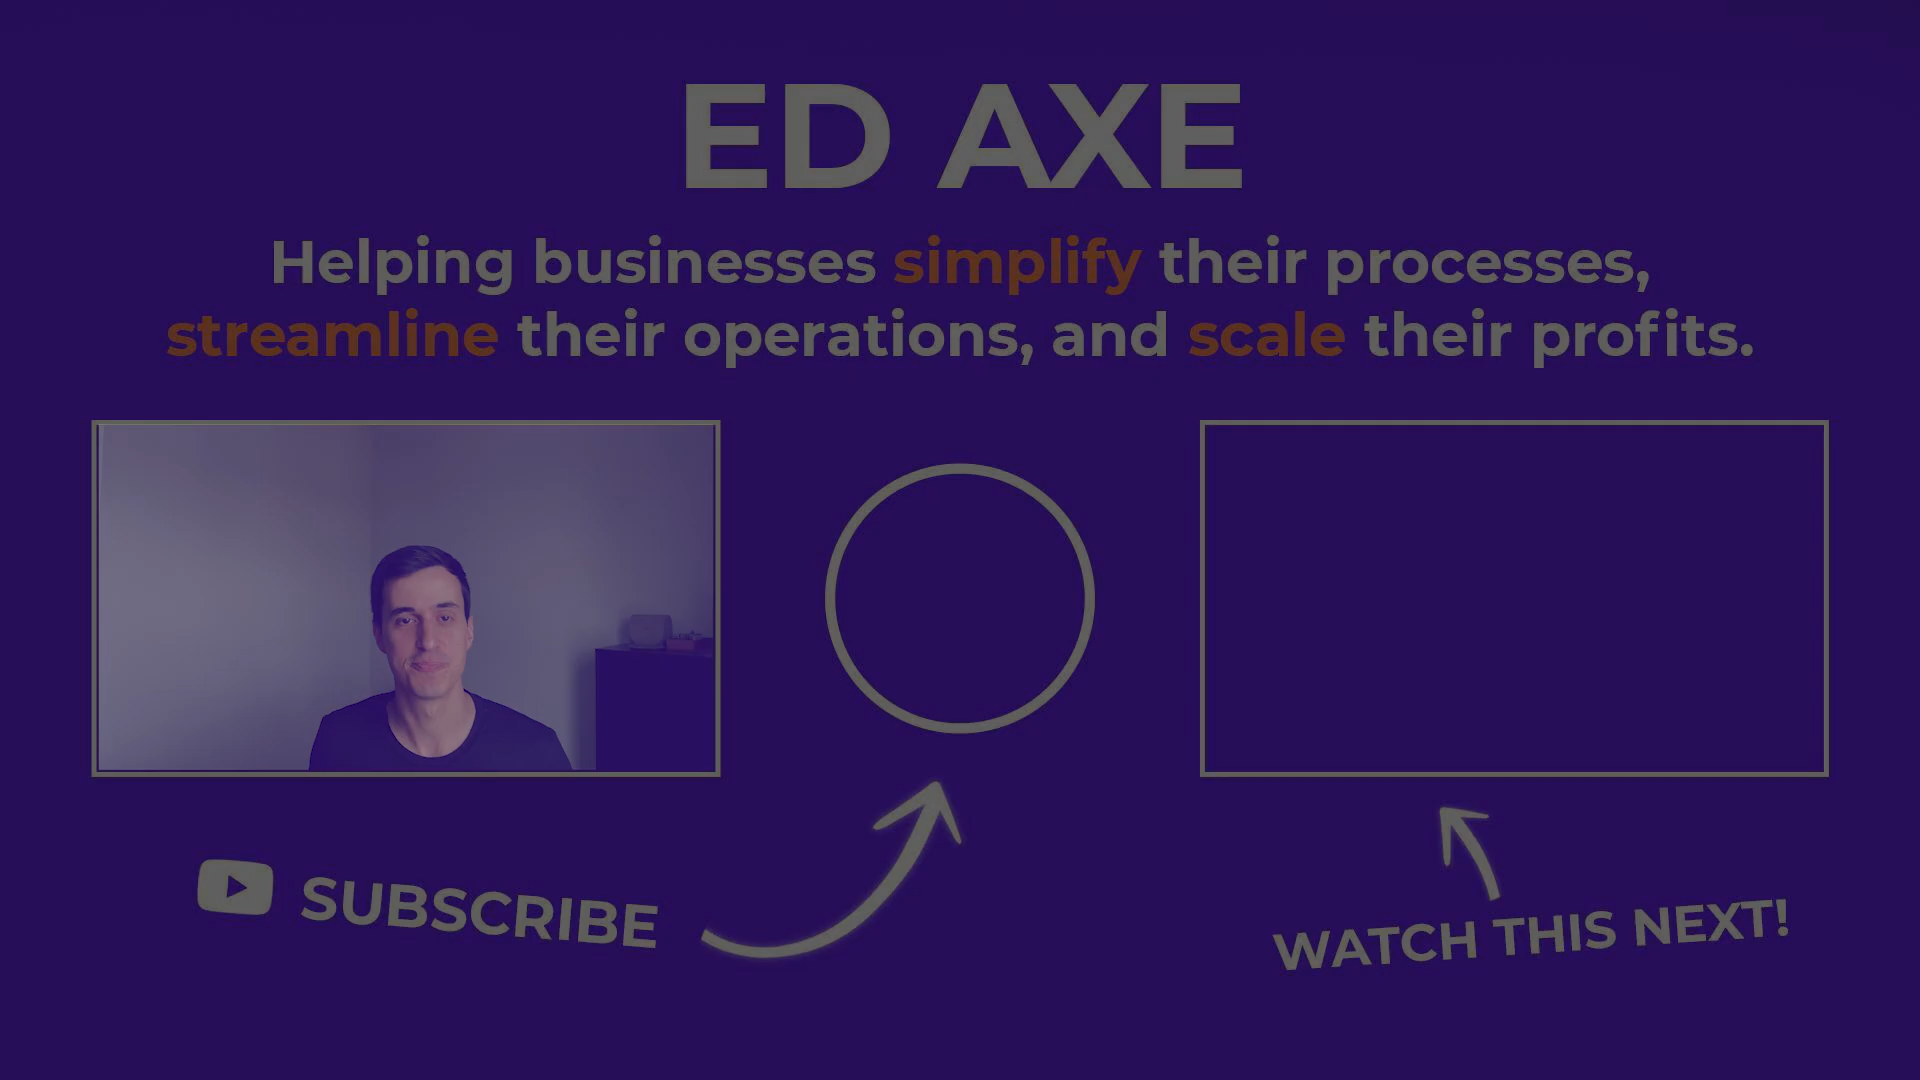 ED AXE
Helping businesses simplify their processes,
streamline their operations, and scale their profits.
SUBSCRIBE
WATCH THIS NEXT!